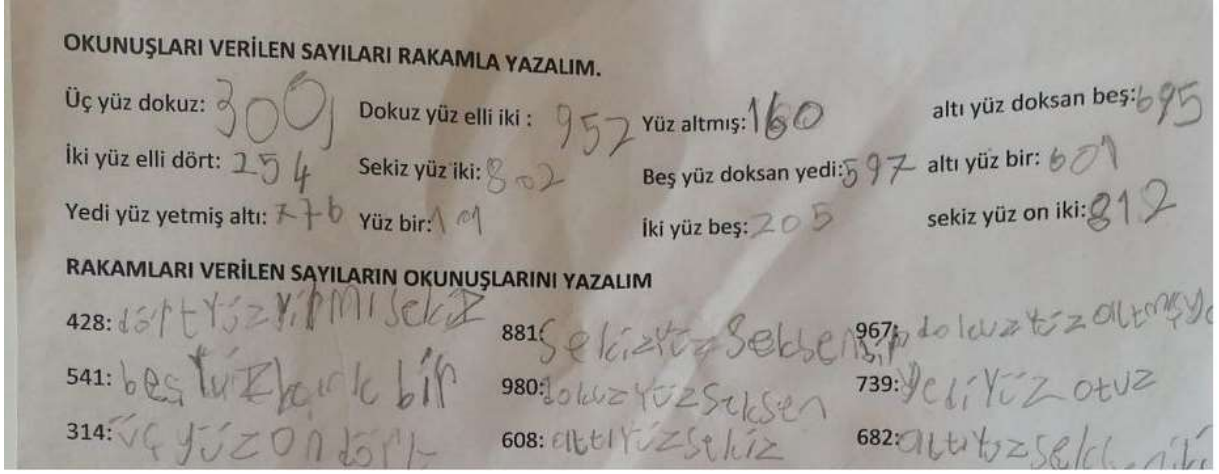 OKUNUŞLARI VERİLEN SAYILARI RAKAMLA YAZALIM.
Üç yüz dokuz: 309 Dokuz yüz elli iki : 952 Yüz altmış: 160 altı yüz doksan beş: 695
İki yüz elli dört: 254 Sekiz yüz iki: 802 Beş yüz doksan yedi: 597 altı yüz bir: 601
Yedi yüz yetmiş altı: 776 Yüz bir: 101 İki yüz beş: 205 sekiz yüz on iki: 812
RAKAMLARI VERİLEN SAYILARIN OKUNUŞLARINI YAZALIM
428: dört yüz yirmi sekiz 881: Sekiz yüz Seksen bir 967: dokuz yüz
541: beş yüz kırk bir 980: dokuz yüz Seksen 739: Yedi Yüz otuz
314: üç yüz on dört 608: altı Yüz Sekiz 682: altı yüz